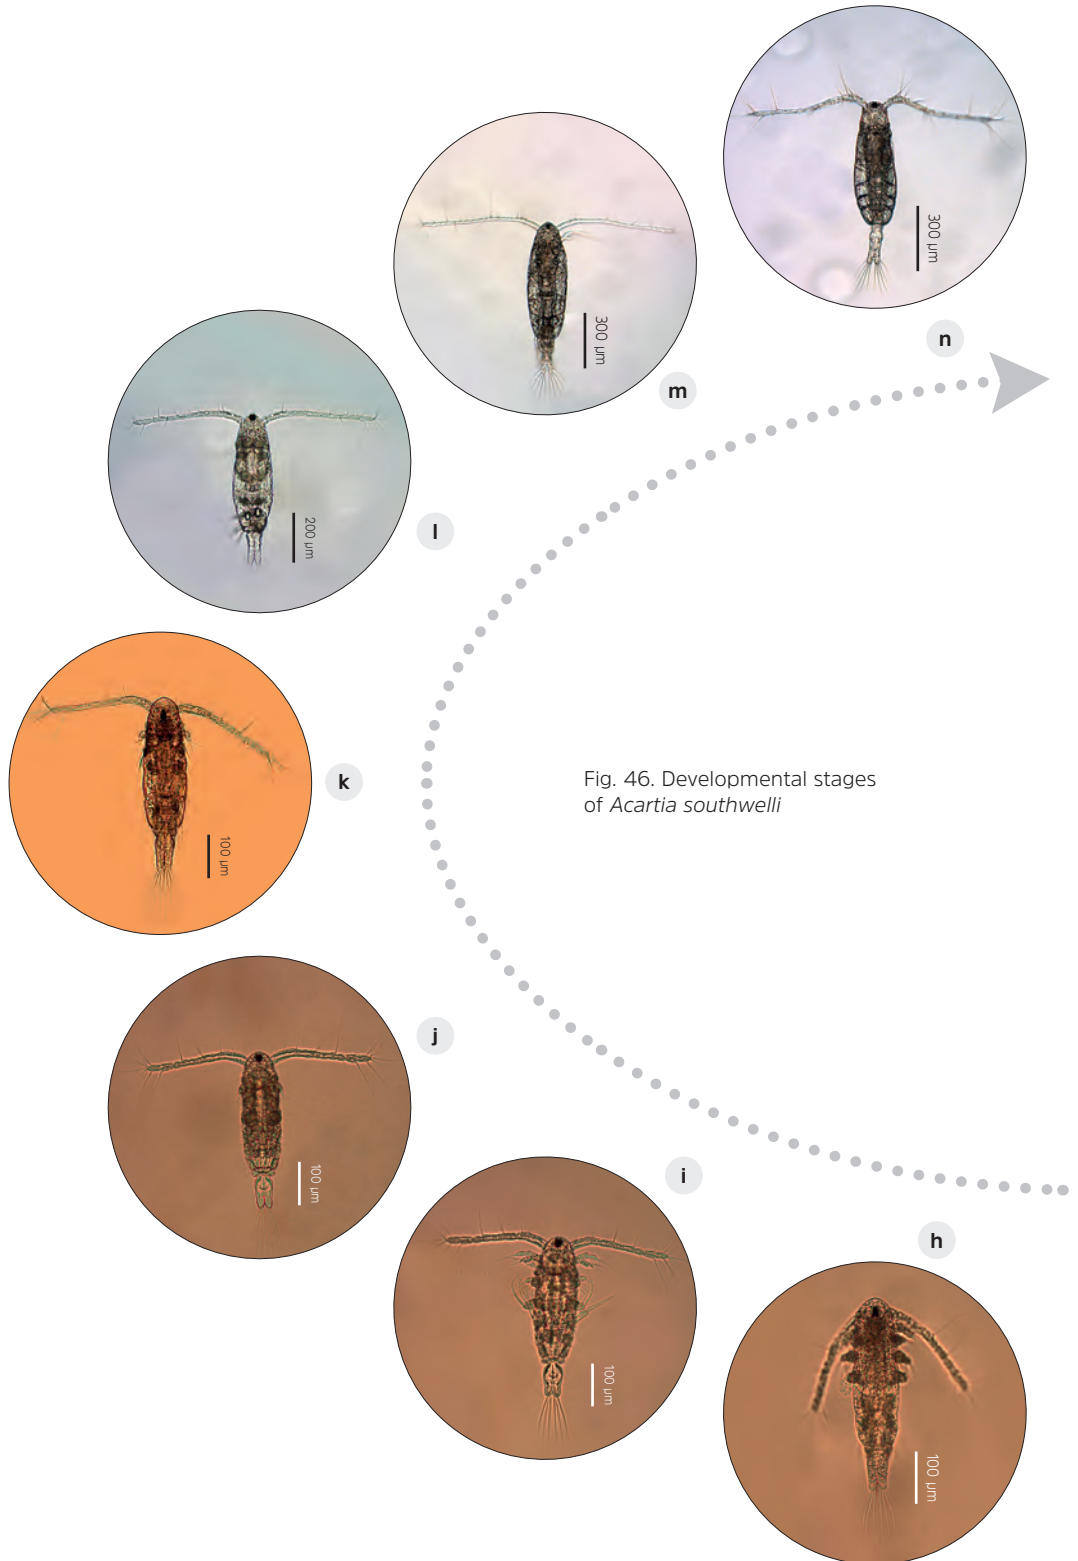 n
300 µm
m
300 µm
l
200 µm
k
100 µm
Fig. 46. Developmental stages
of Acartia southwelli
j
100 µm
i
100 µm
h
100 µm